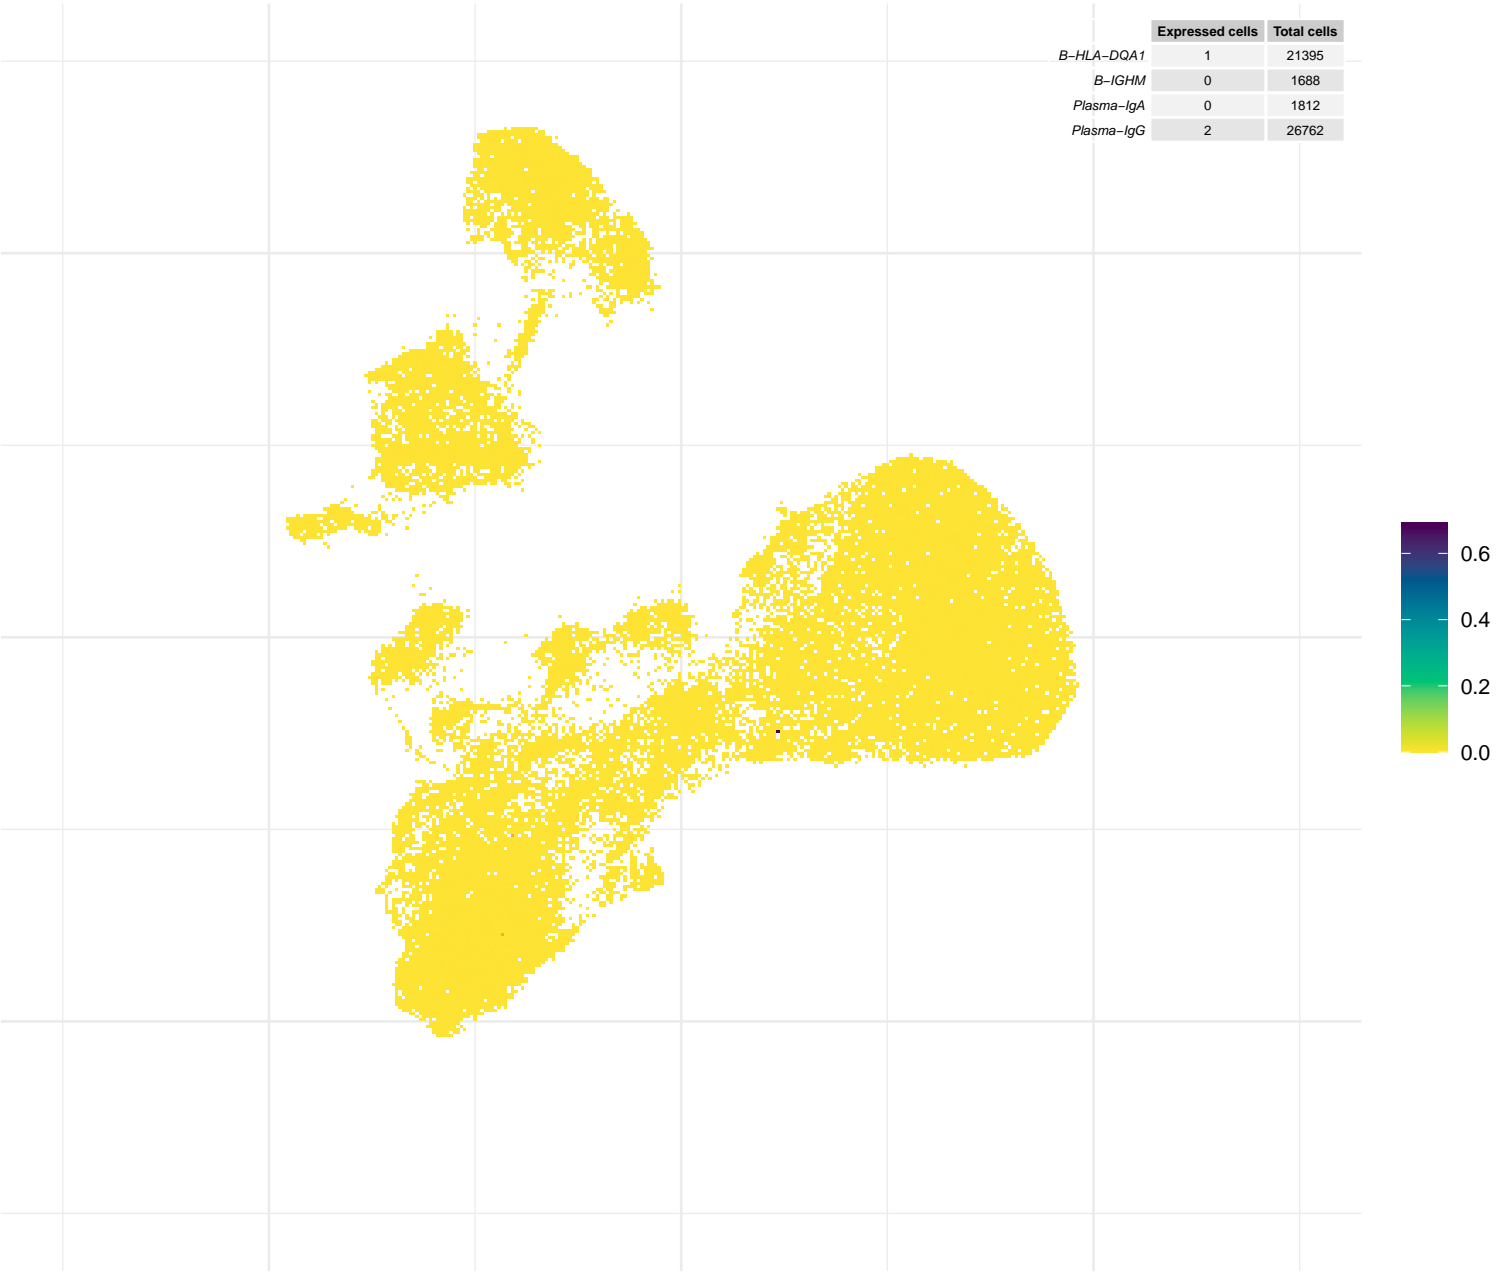 Expressed cells Total cells
B−HLA−DQA1 1 21395
B−IGHM 0 1688
Plasma−IgA 0 1812
Plasma−IgG 2 26762
0.6
0.4
0.2
0.0